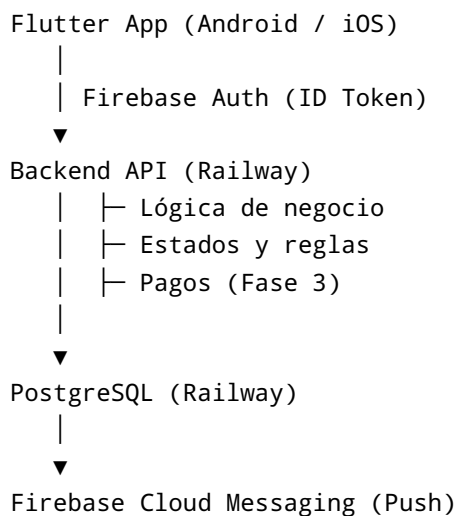 Flutter App (Android / iOS)
   │
   │ Firebase Auth (ID Token)
   ▼
Backend API (Railway)
   │  ├─ Lógica de negocio
   │  ├─ Estados y reglas
   │  ├─ Pagos (Fase 3)
   │
   ▼
PostgreSQL (Railway)
   │
   ▼
Firebase Cloud Messaging (Push)